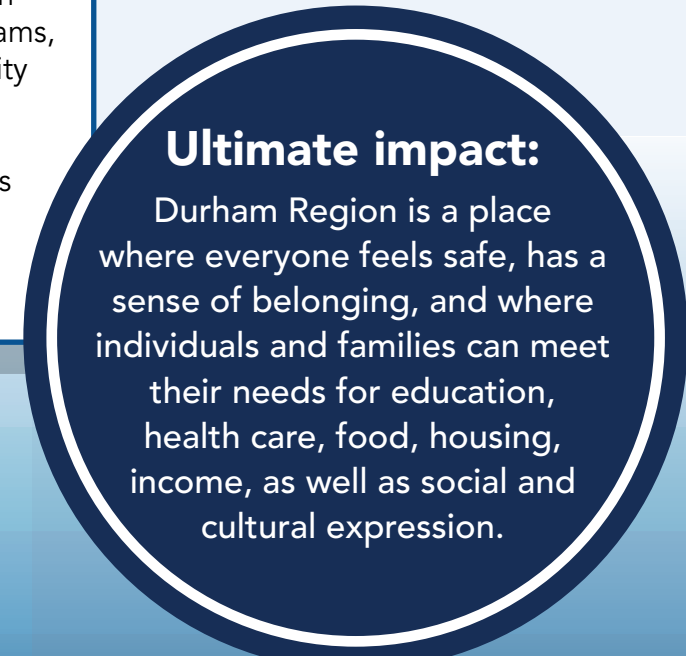 ams,
ity
s
Ultimate impact:
Durham Region is a place
where everyone feels safe, has a
sense of belonging, and where
individuals and families can meet
their needs for education,
health care, food, housing,
income, as well as social and
cultural expression.